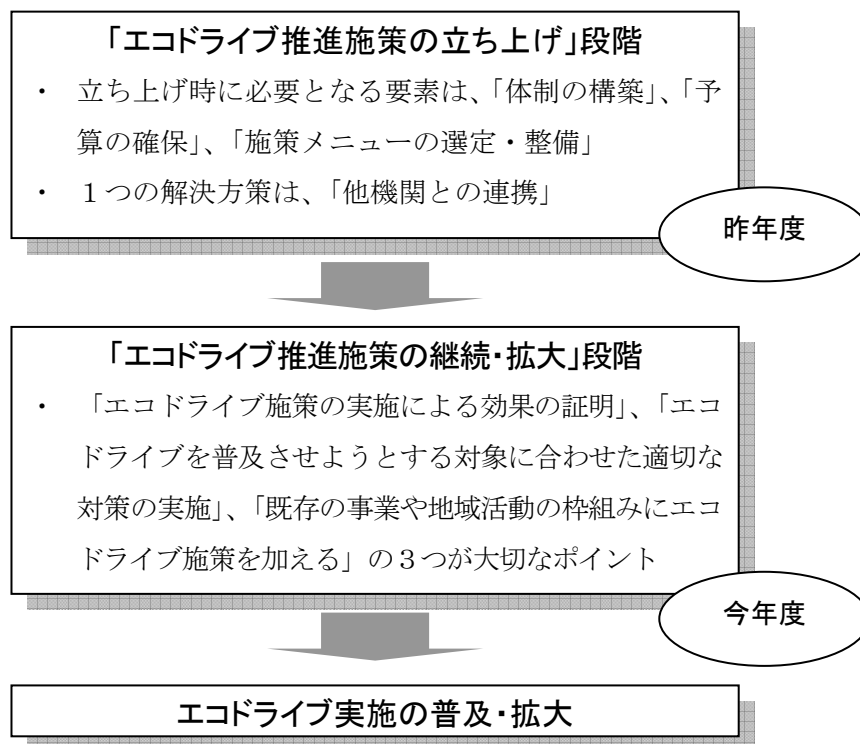 「エコドライブ推進施策の立ち上げ」段階
・ 立ち上げ時に必要となる要素は、「体制の構築」、「予
算の確保」、「施策メニューの選定・整備」
・ １つの解決方策は、「他機関との連携」
昨年度
「エコドライブ推進施策の継続・拡大」段階
・ 「エコドライブ施策の実施による効果の証明」、「エコ
ドライブを普及させようとする対象に合わせた適切な
対策の実施」、「既存の事業や地域活動の枠組みにエコ
ドライブ施策を加える」の３つが大切なポイント
今年度
エコドライブ実施の普及・拡大